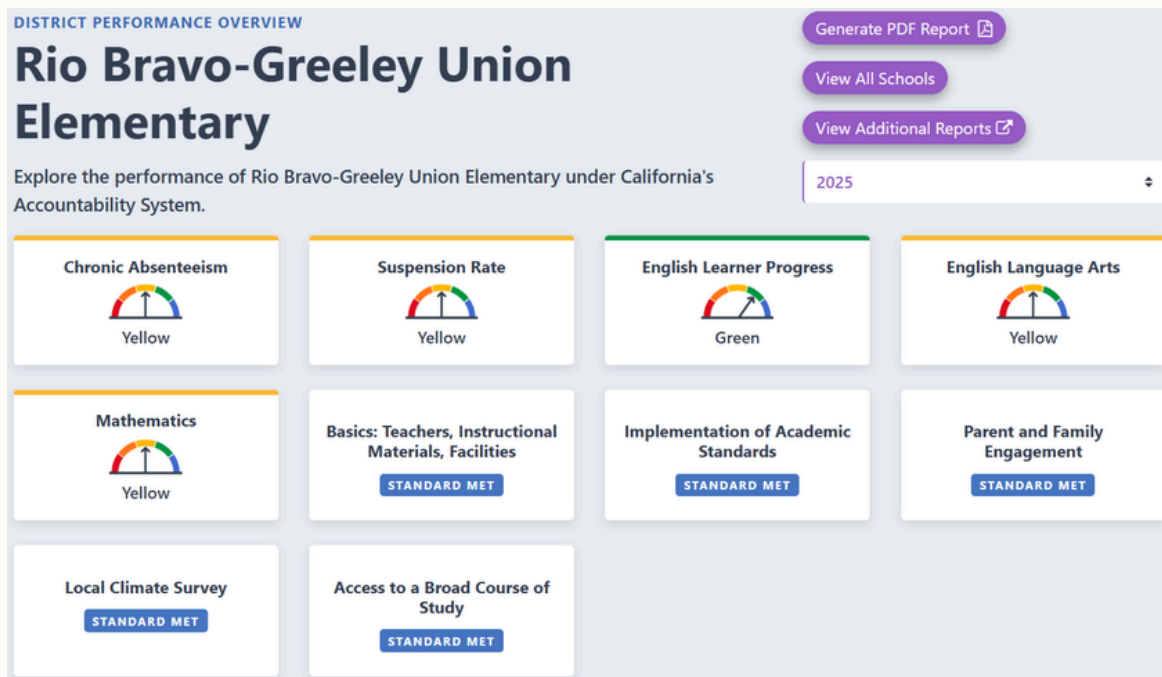 DISTRICT PERFORMANCE OVERVIEW
Rio Bravo-Greeley Union
Elementary
Explore the performance of Rio Bravo-Greeley Union Elementary under California's
Accountability System.
Generate PDF Report
View All Schools
View Additional Reports
2025
Chronic Absenteeism
Yellow
Suspension Rate
Yellow
English Learner Progress
Green
English Language Arts
Yellow
Mathematics
Yellow
Basics: Teachers, Instructional
Materials, Facilities
STANDARD MET
Implementation of Academic
Standards
STANDARD MET
Parent and Family
Engagement
STANDARD MET
Local Climate Survey
STANDARD MET
Access to a Broad Course of
Study
STANDARD MET